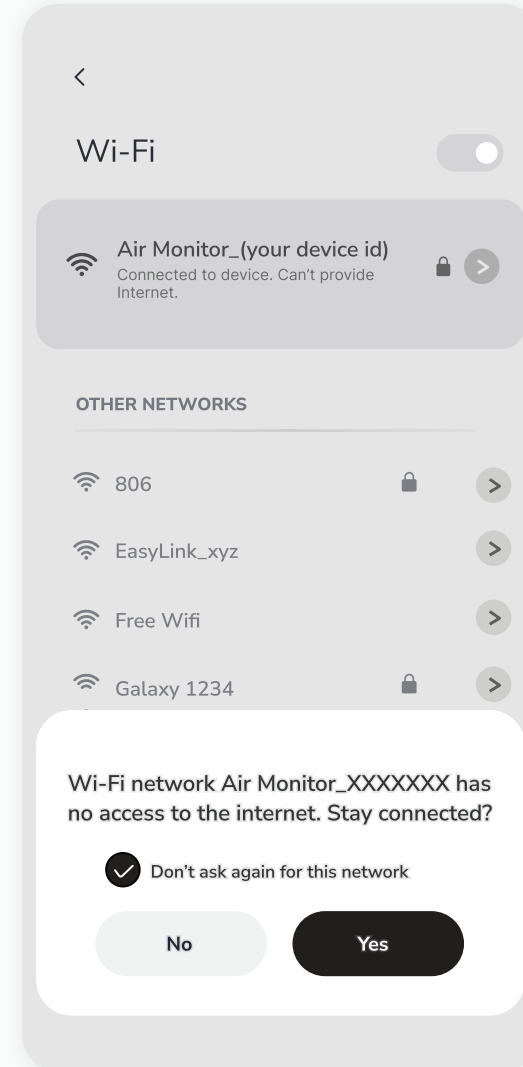 Wi-Fi
Air Monitor_(your device id)
Connected to device. Can't provide
Internet.
OTHER NETWORKS
806
EasyLink_xyz
Free Wifi
Galaxy 1234
Wi-Fi network Air Monitor_XXXXXXX has
no access to the internet. Stay connected?
Don't ask again for this network
No Yes